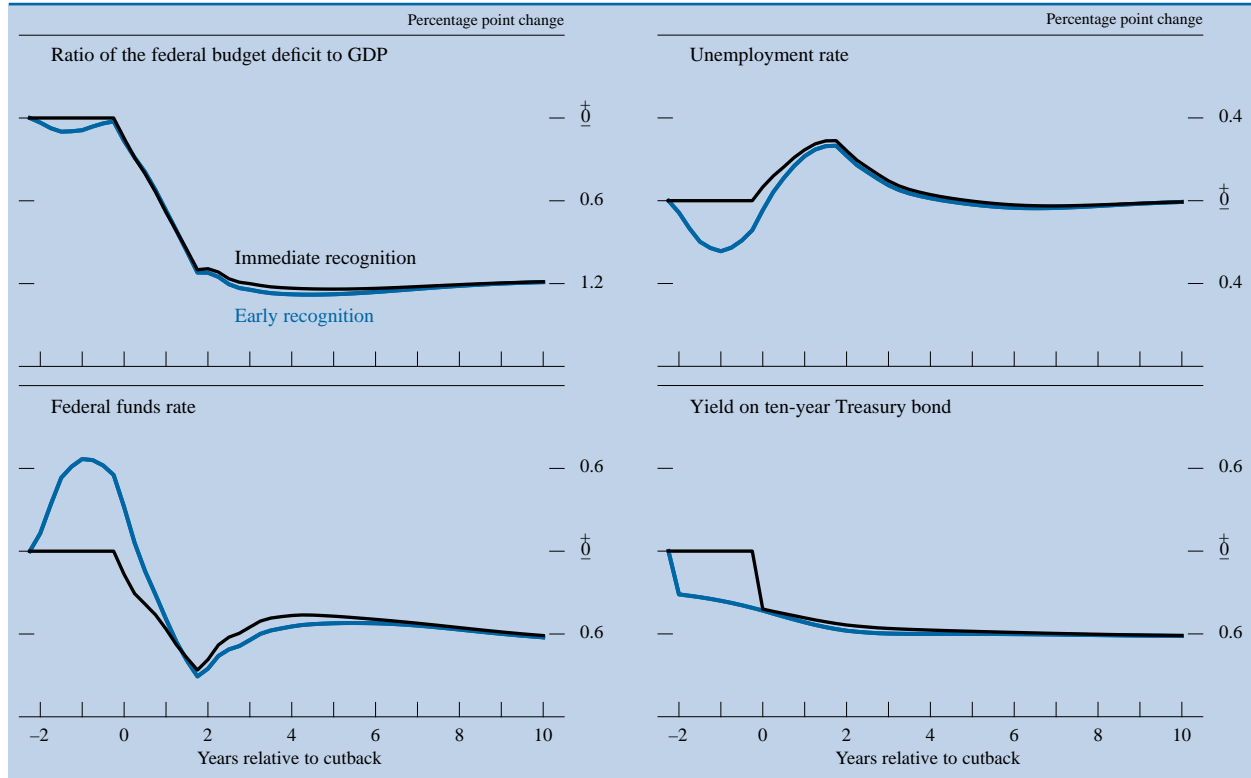 Percentage point change
Ratio of the federal budget deficit to GDP
+
0
–
0.6
Immediate recognition
1.2
Early recognition
Percentage point change
Unemployment rate
0.4
+
0
–
0.4
Federal funds rate
0.6
+
0
–
0.6
–2 0 2 4 6 8 10
Years relative to cutback
Yield on ten-year Treasury bond
0.6
+
0
–
0.6
–2 0 2 4 6 8 10
Years relative to cutback